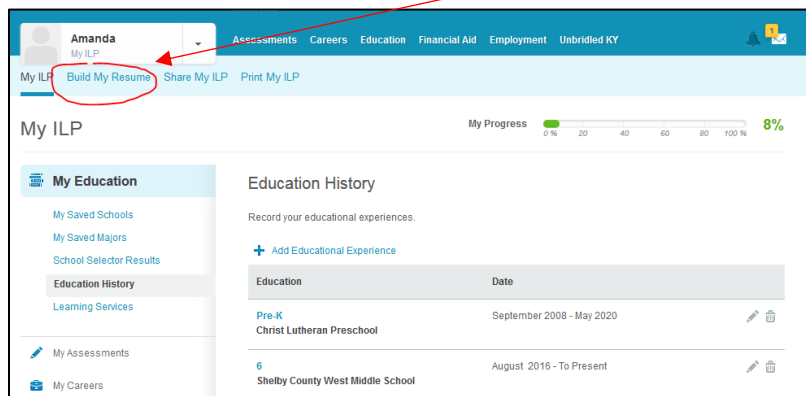 Amanda
My ILP
Assessments Careers Education Financial Aid Employment Unbridled KY
1
My ILP Build My Resume Share My ILP Print My ILP
My ILP
My Progress
0 % 20 40 60 80 100 %
8%
My Education
My Saved Schools
My Saved Majors
School Selector Results
Education History
Learning Services
My Assessments
My Careers
Education History
Record your educational experiences.
+ Add Educational Experience
Education Date
Pre-K September 2008 - May 2020
Christ Lutheran Preschool
6 August 2016 - To Present
Shelby County West Middle School